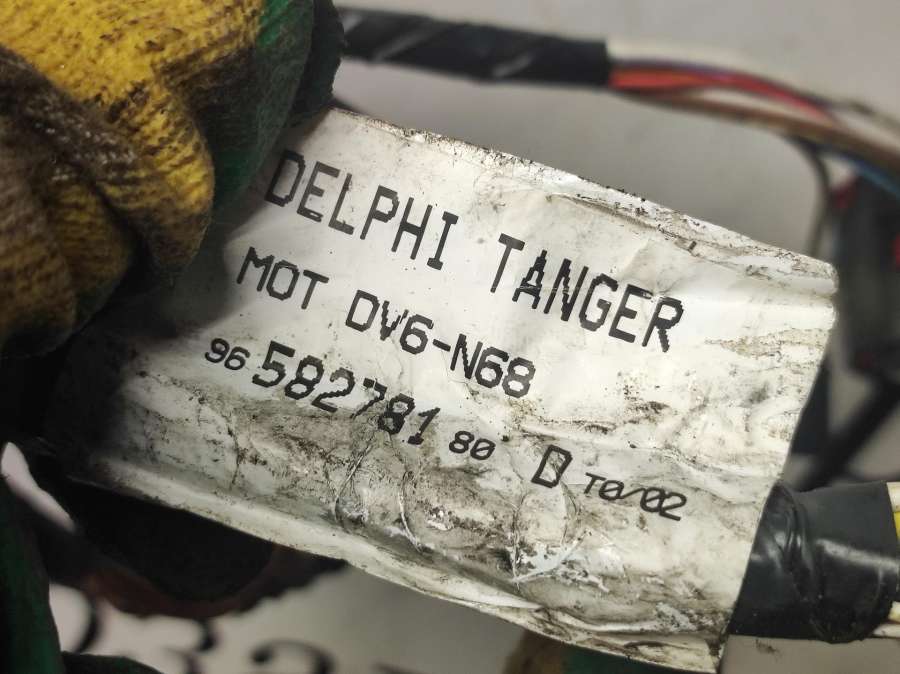 DELPHI TANGER
MOT DV6-N68
96 582781 80 D T0/02